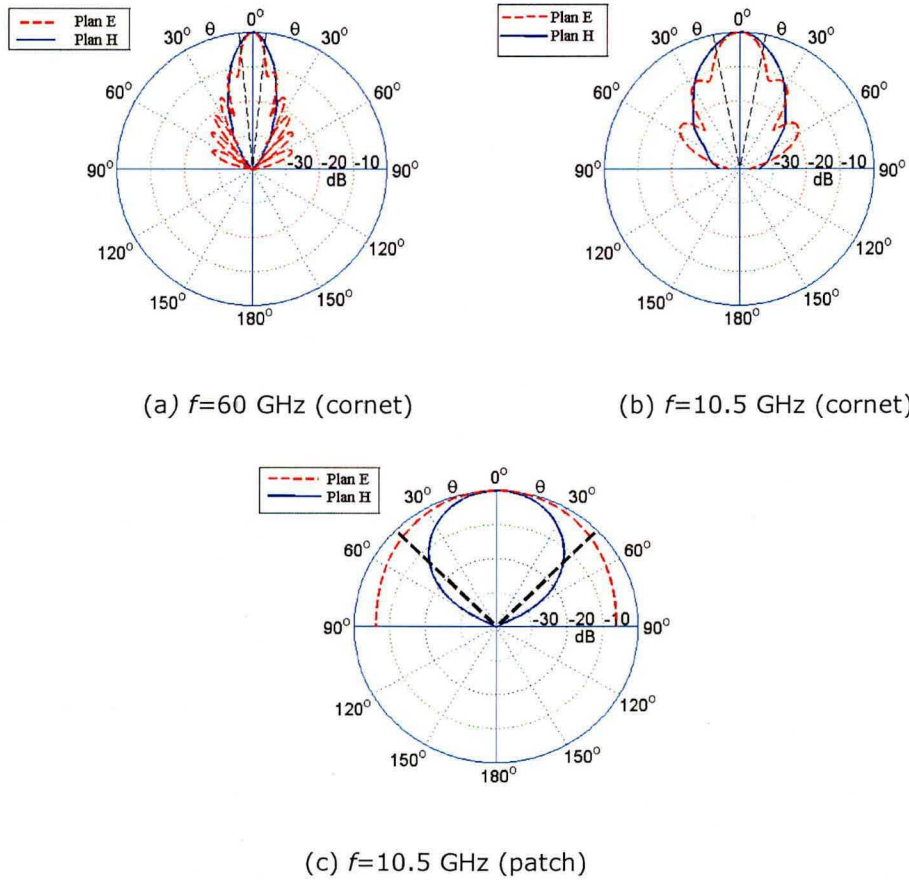 Plan E
Plan H
0°
30° θ θ 30°
60° 60°
90° -30 -20 -10 90°
dB
120° 120°
150° 150°
180°
Plan E
Plan H
0°
30° θ θ 30°
60° 60°
90° -30 -20 -10 90°
dB
120° 120°
150° 150°
180°
(a) f=60 GHz (cornet)
(b) f=10.5 GHz (cornet)
Plan E
Plan H
0°
30° θ θ 30°
60° 60°
90° -30 -20 -10 90°
dB
120° 120°
150° 150°
180°
(c) f=10.5 GHz (patch)